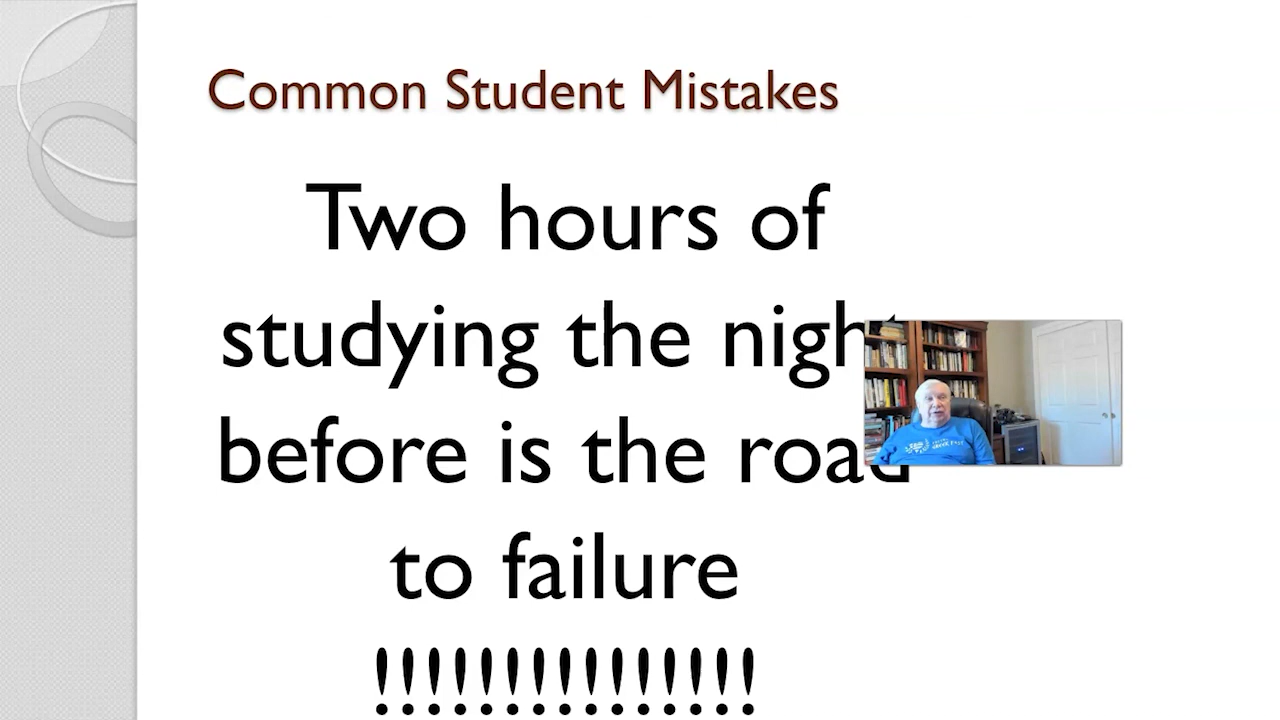 Common Student Mistakes
Two hours of
studying the night
before is the road
to failure
!!!!!!!!!!!!!!!